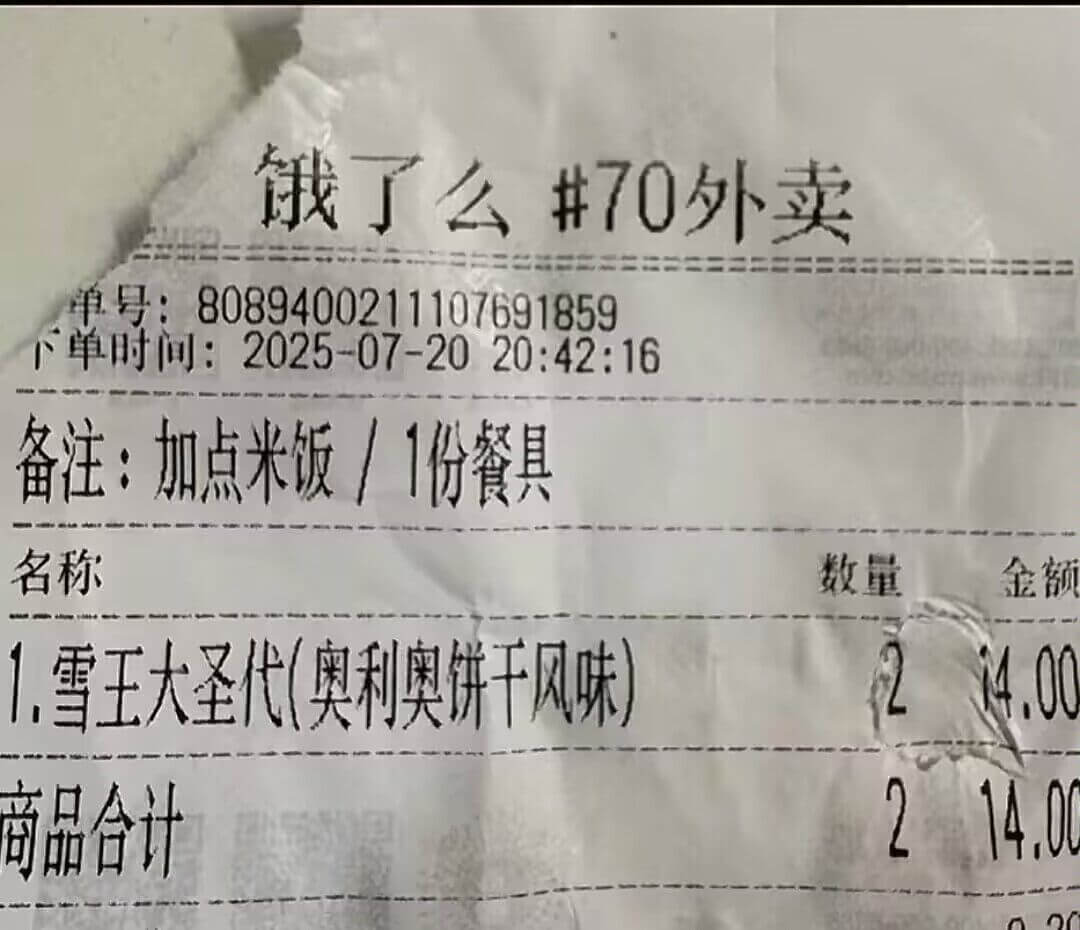 饿了么 #70外卖
单号: 8089400211107691859
下单时间: 2025-07-20 20:42:16
备注: 加点米饭 / 1份餐具
名称 数量 金额
1.雪王大圣代(奥利奥饼干风味) 2 14.00
商品合计 2 14.00